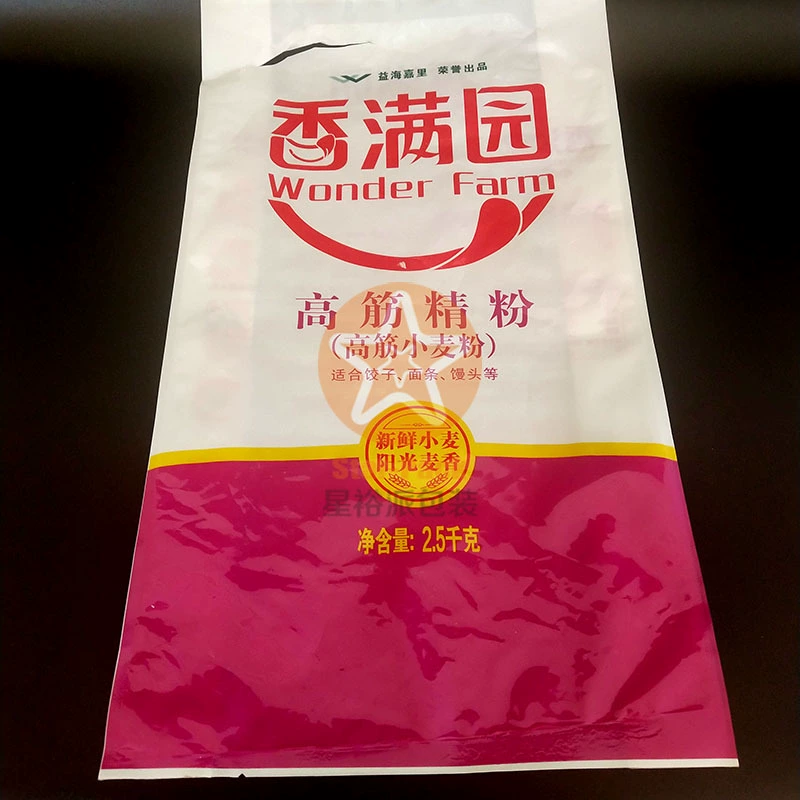 益海嘉里 荣誉出品
香满园
Wonder Farm
高筋精粉
（高筋小麦粉）
适合饺子、面条、馒头等
新鲜小麦
阳光麦香
星裕派包装
净含量: 2.5千克